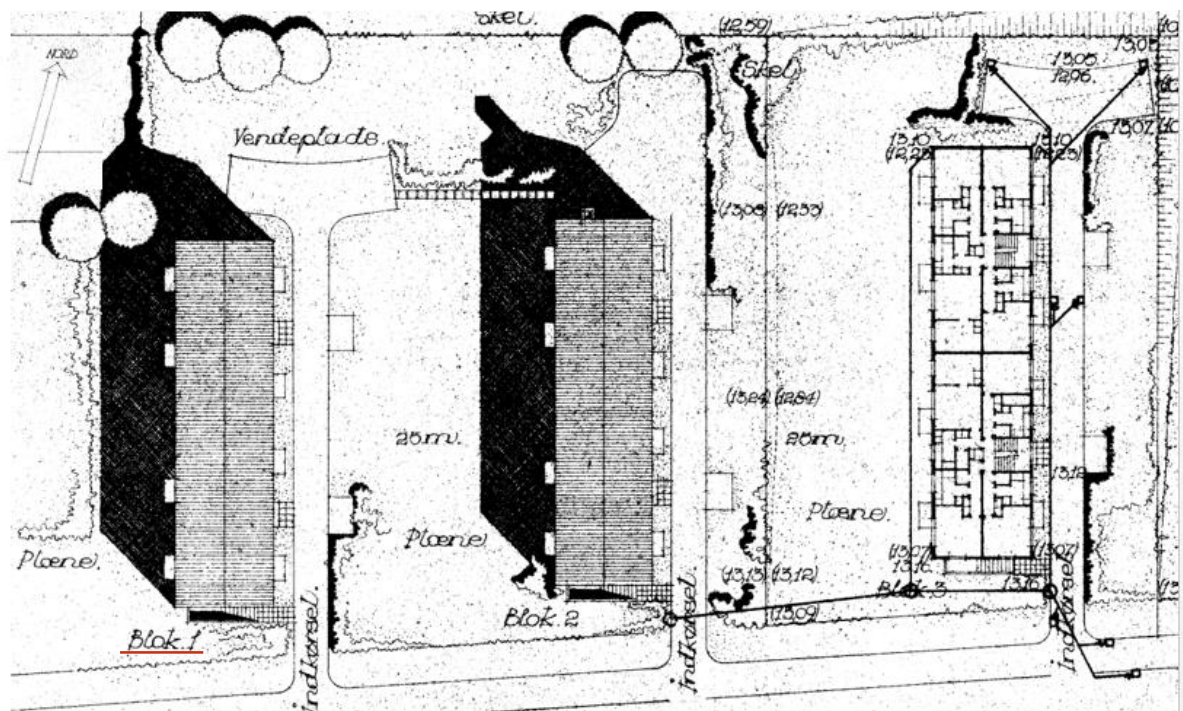 Skel.
(12,59)
13,05
NORD
Skel.
13,05
12,96.
13,07
Vendeplads.
13,10
(12,23)
13,10
(12,23)
(13,03) (12,33)
(13,24) (12,84)
25m.
25m.
13,12
Plæne.
Plæne
Plæne.
(13,07)
13,16.
(13,07)
13,16
(13,13) (13,12)
Blok. 1
Blok. 2
Blok. 3
(13,09)
indkørsel.
indkørsel.
indkørsel.